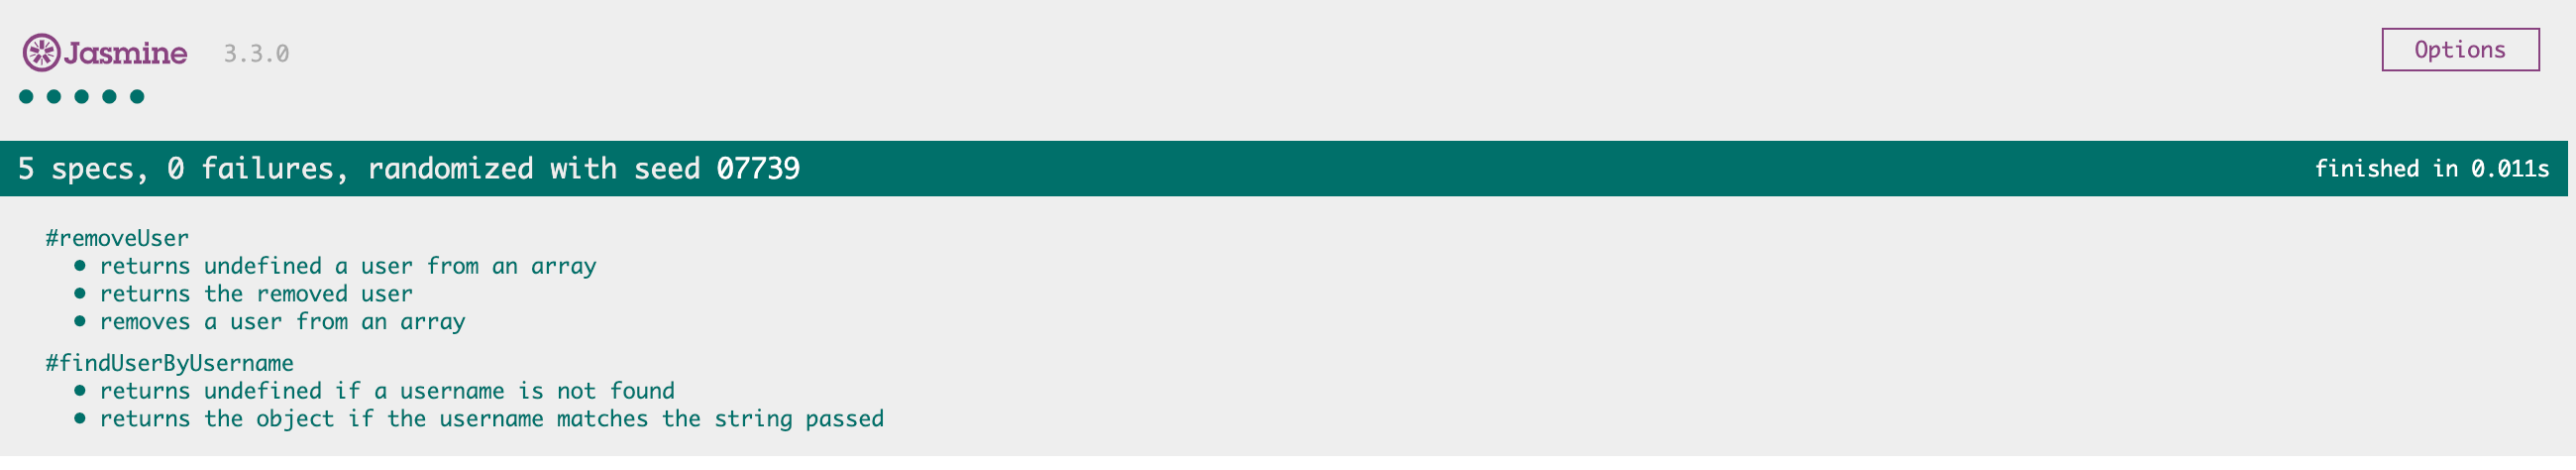 Jasmine 3.3.0 Options
5 specs, 0 failures, randomized with seed 07739 finished in 0.011s
#removeUser
• returns undefined a user from an array
• returns the removed user
• removes a user from an array
#findUserByUsername
• returns undefined if a username is not found
• returns the object if the username matches the string passed